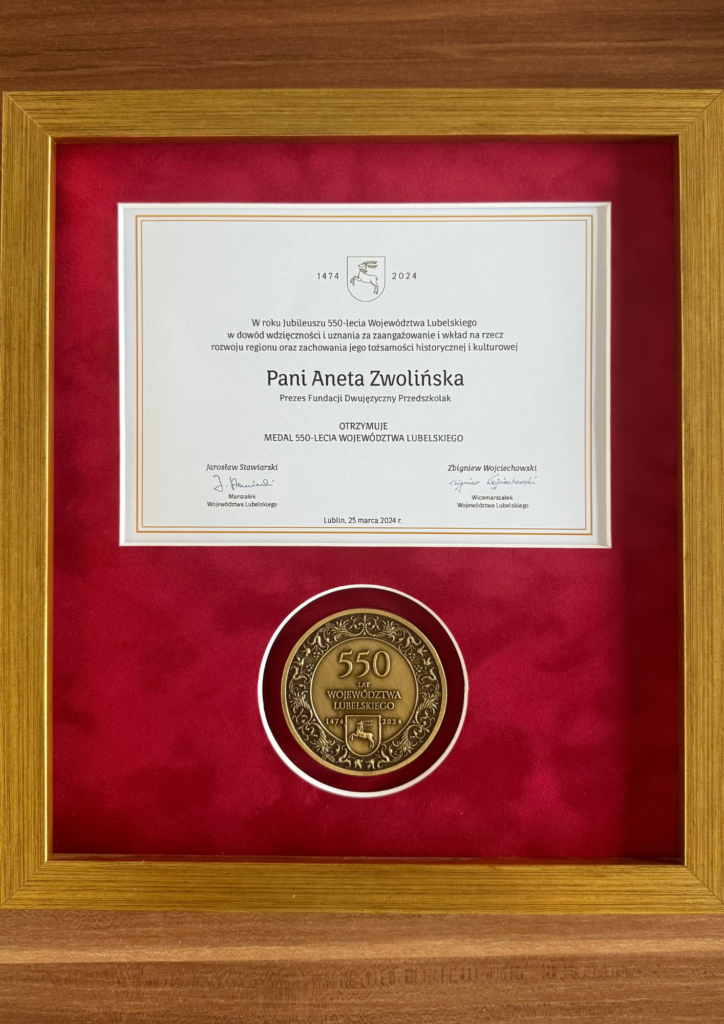 1474 2024
W roku Jubileuszu 550-lecia Województwa Lubelskiego
w dowód wdzięczności i uznania za zaangażowanie i wkład na rzecz
rozwoju regionu oraz zachowania jego tożsamości historycznej i kulturowej
Pani Aneta Zwolińska
Prezes Fundacji Dwujęzyczny Przedszkolak
OTRZYMUJE
MEDAL 550-LECIA WOJEWÓDZTWA LUBELSKIEGO
Jarosław Stawiarski Zbigniew Wojciechowski
J. Stawiarski Zbigniew Wojciechowski
Marszałek Wicemarszałek
Województwa Lubelskiego Województwa Lubelskiego
Lublin, 25 marca 2024 r.
550
LAT
WOJEWÓDZTWA
LUBELSKIEGO
1474 2024